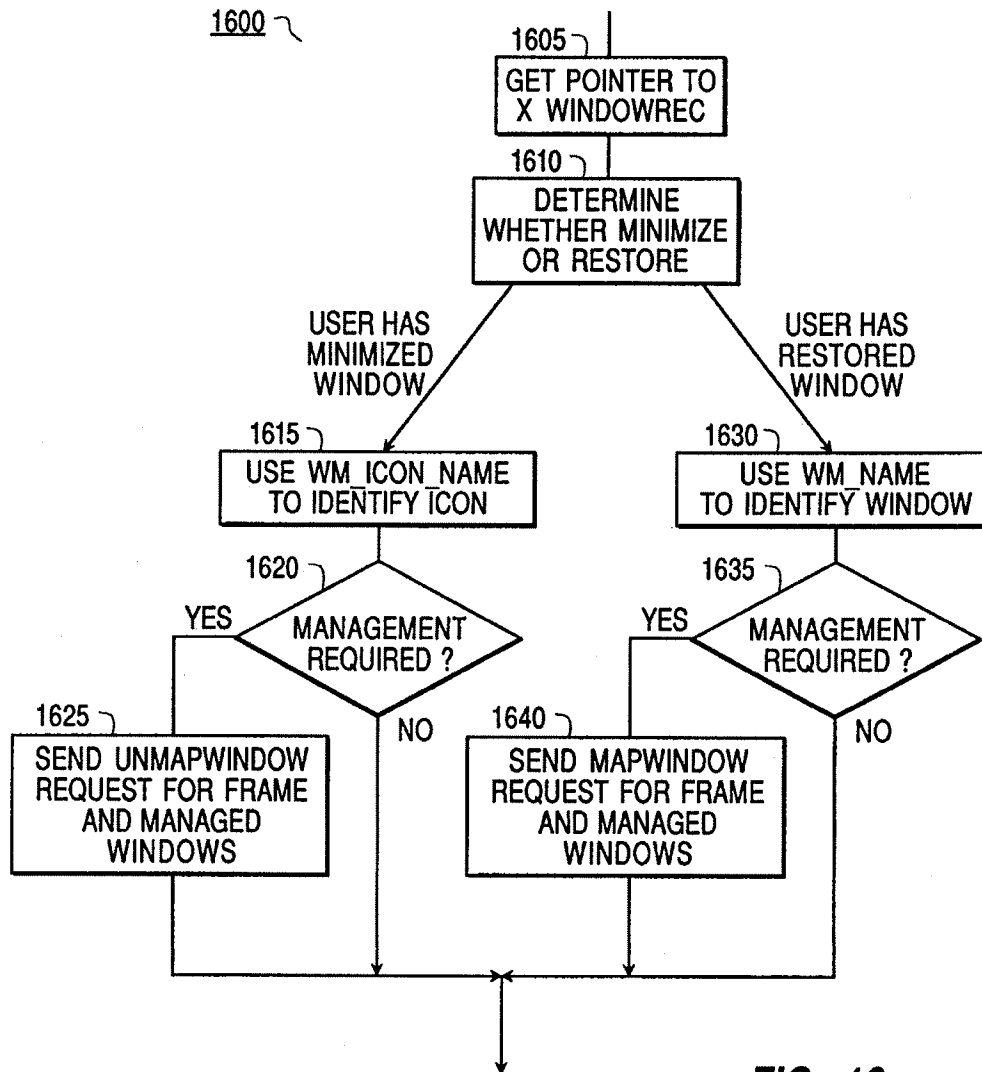 1600
1605
GET POINTER TO
X WINDOWREC
1610
DETERMINE
WHETHER MINIMIZE
OR RESTORE
USER HAS
MINIMIZED
WINDOW
USER HAS
RESTORED
WINDOW
1615
USE WM_ICON_NAME
TO IDENTIFY ICON
1630
USE WM_NAME
TO IDENTIFY WINDOW
1620
YES
MANAGEMENT
REQUIRED ?
NO
1635
YES
MANAGEMENT
REQUIRED ?
NO
1625
SEND UNMAPWINDOW
REQUEST FOR FRAME
AND MANAGED
WINDOWS
1640
SEND MAPWINDOW
REQUEST FOR FRAME
AND MANAGED
WINDOWS